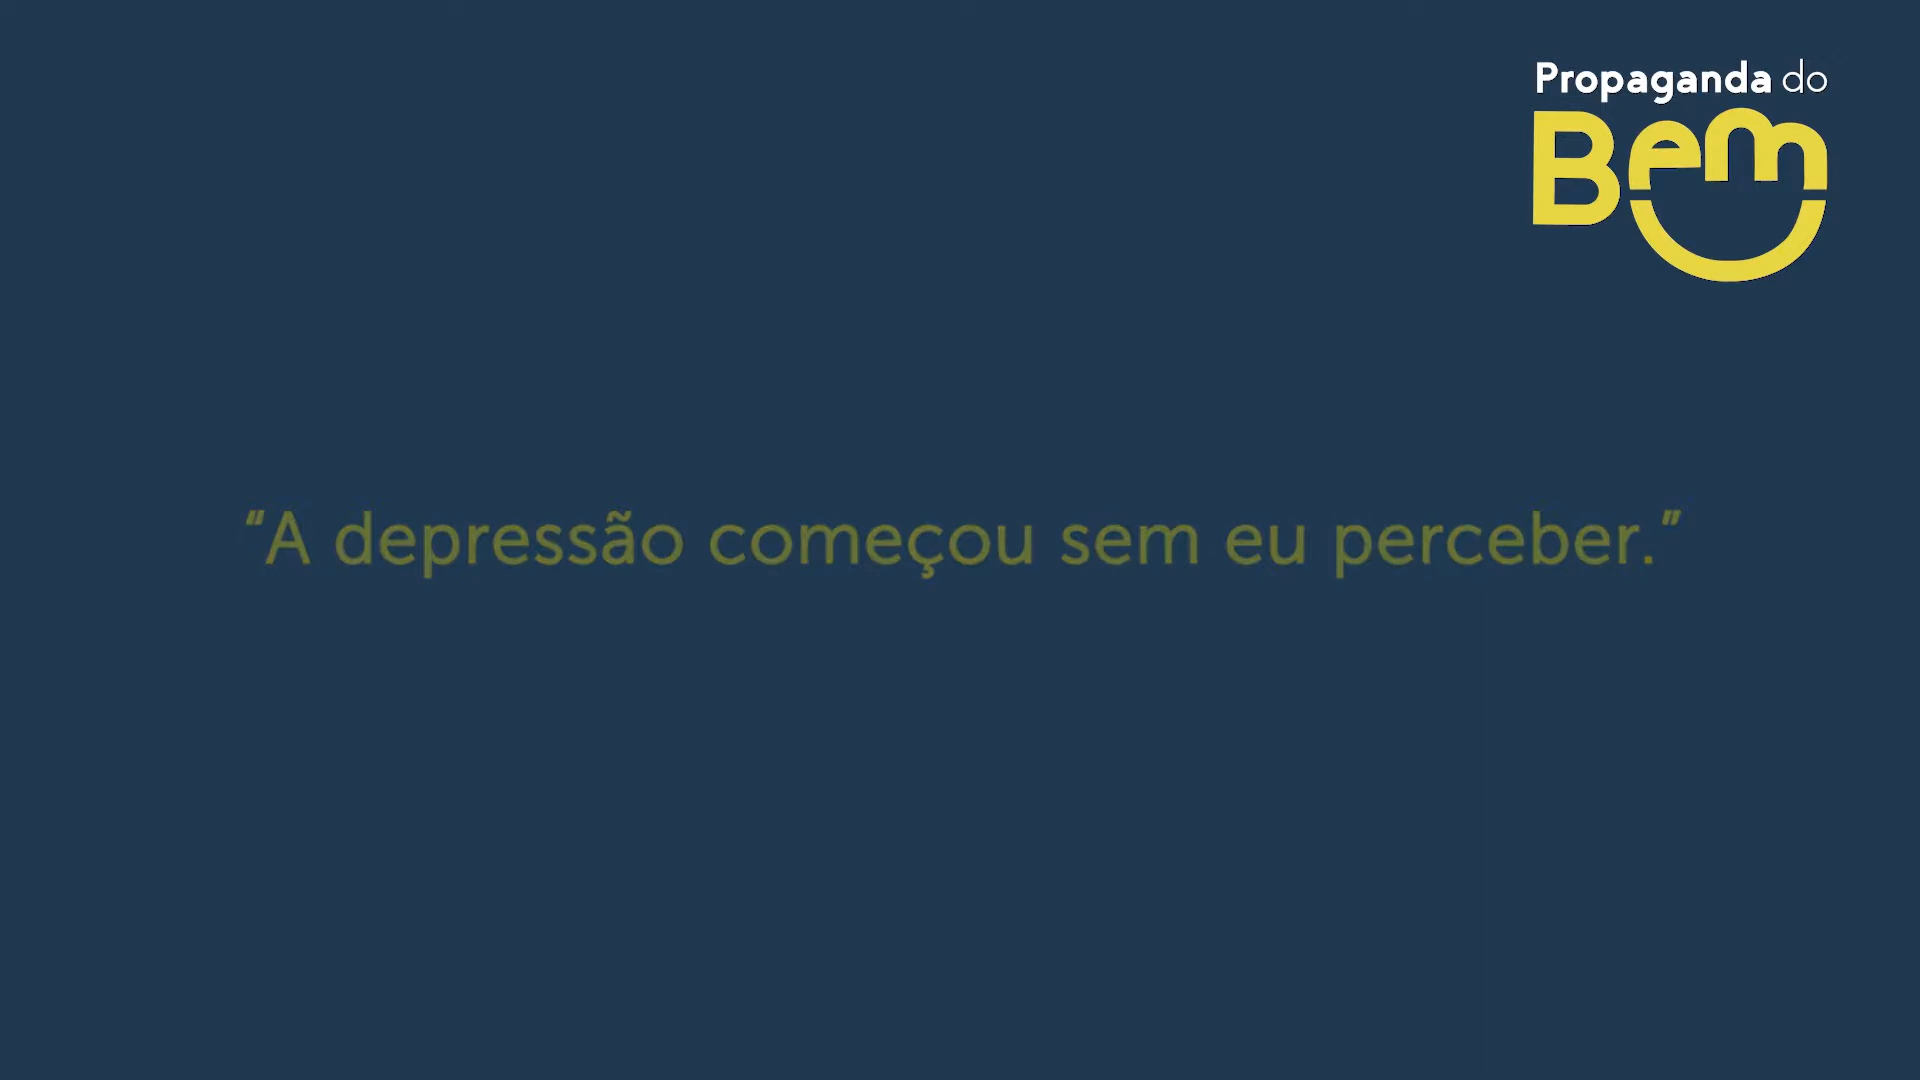 Propaganda do
Bem
“A depressão começou sem eu perceber.”